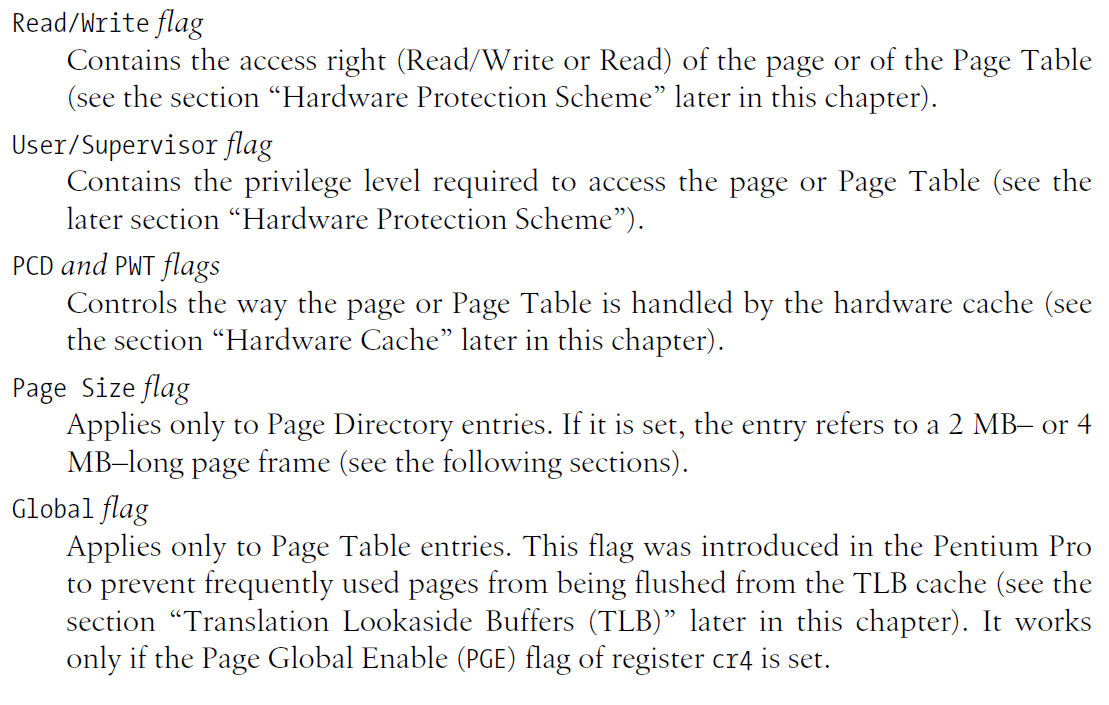 Read/Write flag
Contains the access right (Read/Write or Read) of the page or of the Page Table
(see the section “Hardware Protection Scheme” later in this chapter).
User/Supervisor flag
Contains the privilege level required to access the page or Page Table (see the
later section “Hardware Protection Scheme”).
PCD and PWT flags
Controls the way the page or Page Table is handled by the hardware cache (see
the section “Hardware Cache” later in this chapter).
Page Size flag
Applies only to Page Directory entries. If it is set, the entry refers to a 2 MB– or 4
MB–long page frame (see the following sections).
Global flag
Applies only to Page Table entries. This flag was introduced in the Pentium Pro
to prevent frequently used pages from being flushed from the TLB cache (see the
section “Translation Lookaside Buffers (TLB)” later in this chapter). It works
only if the Page Global Enable (PGE) flag of register cr4 is set.